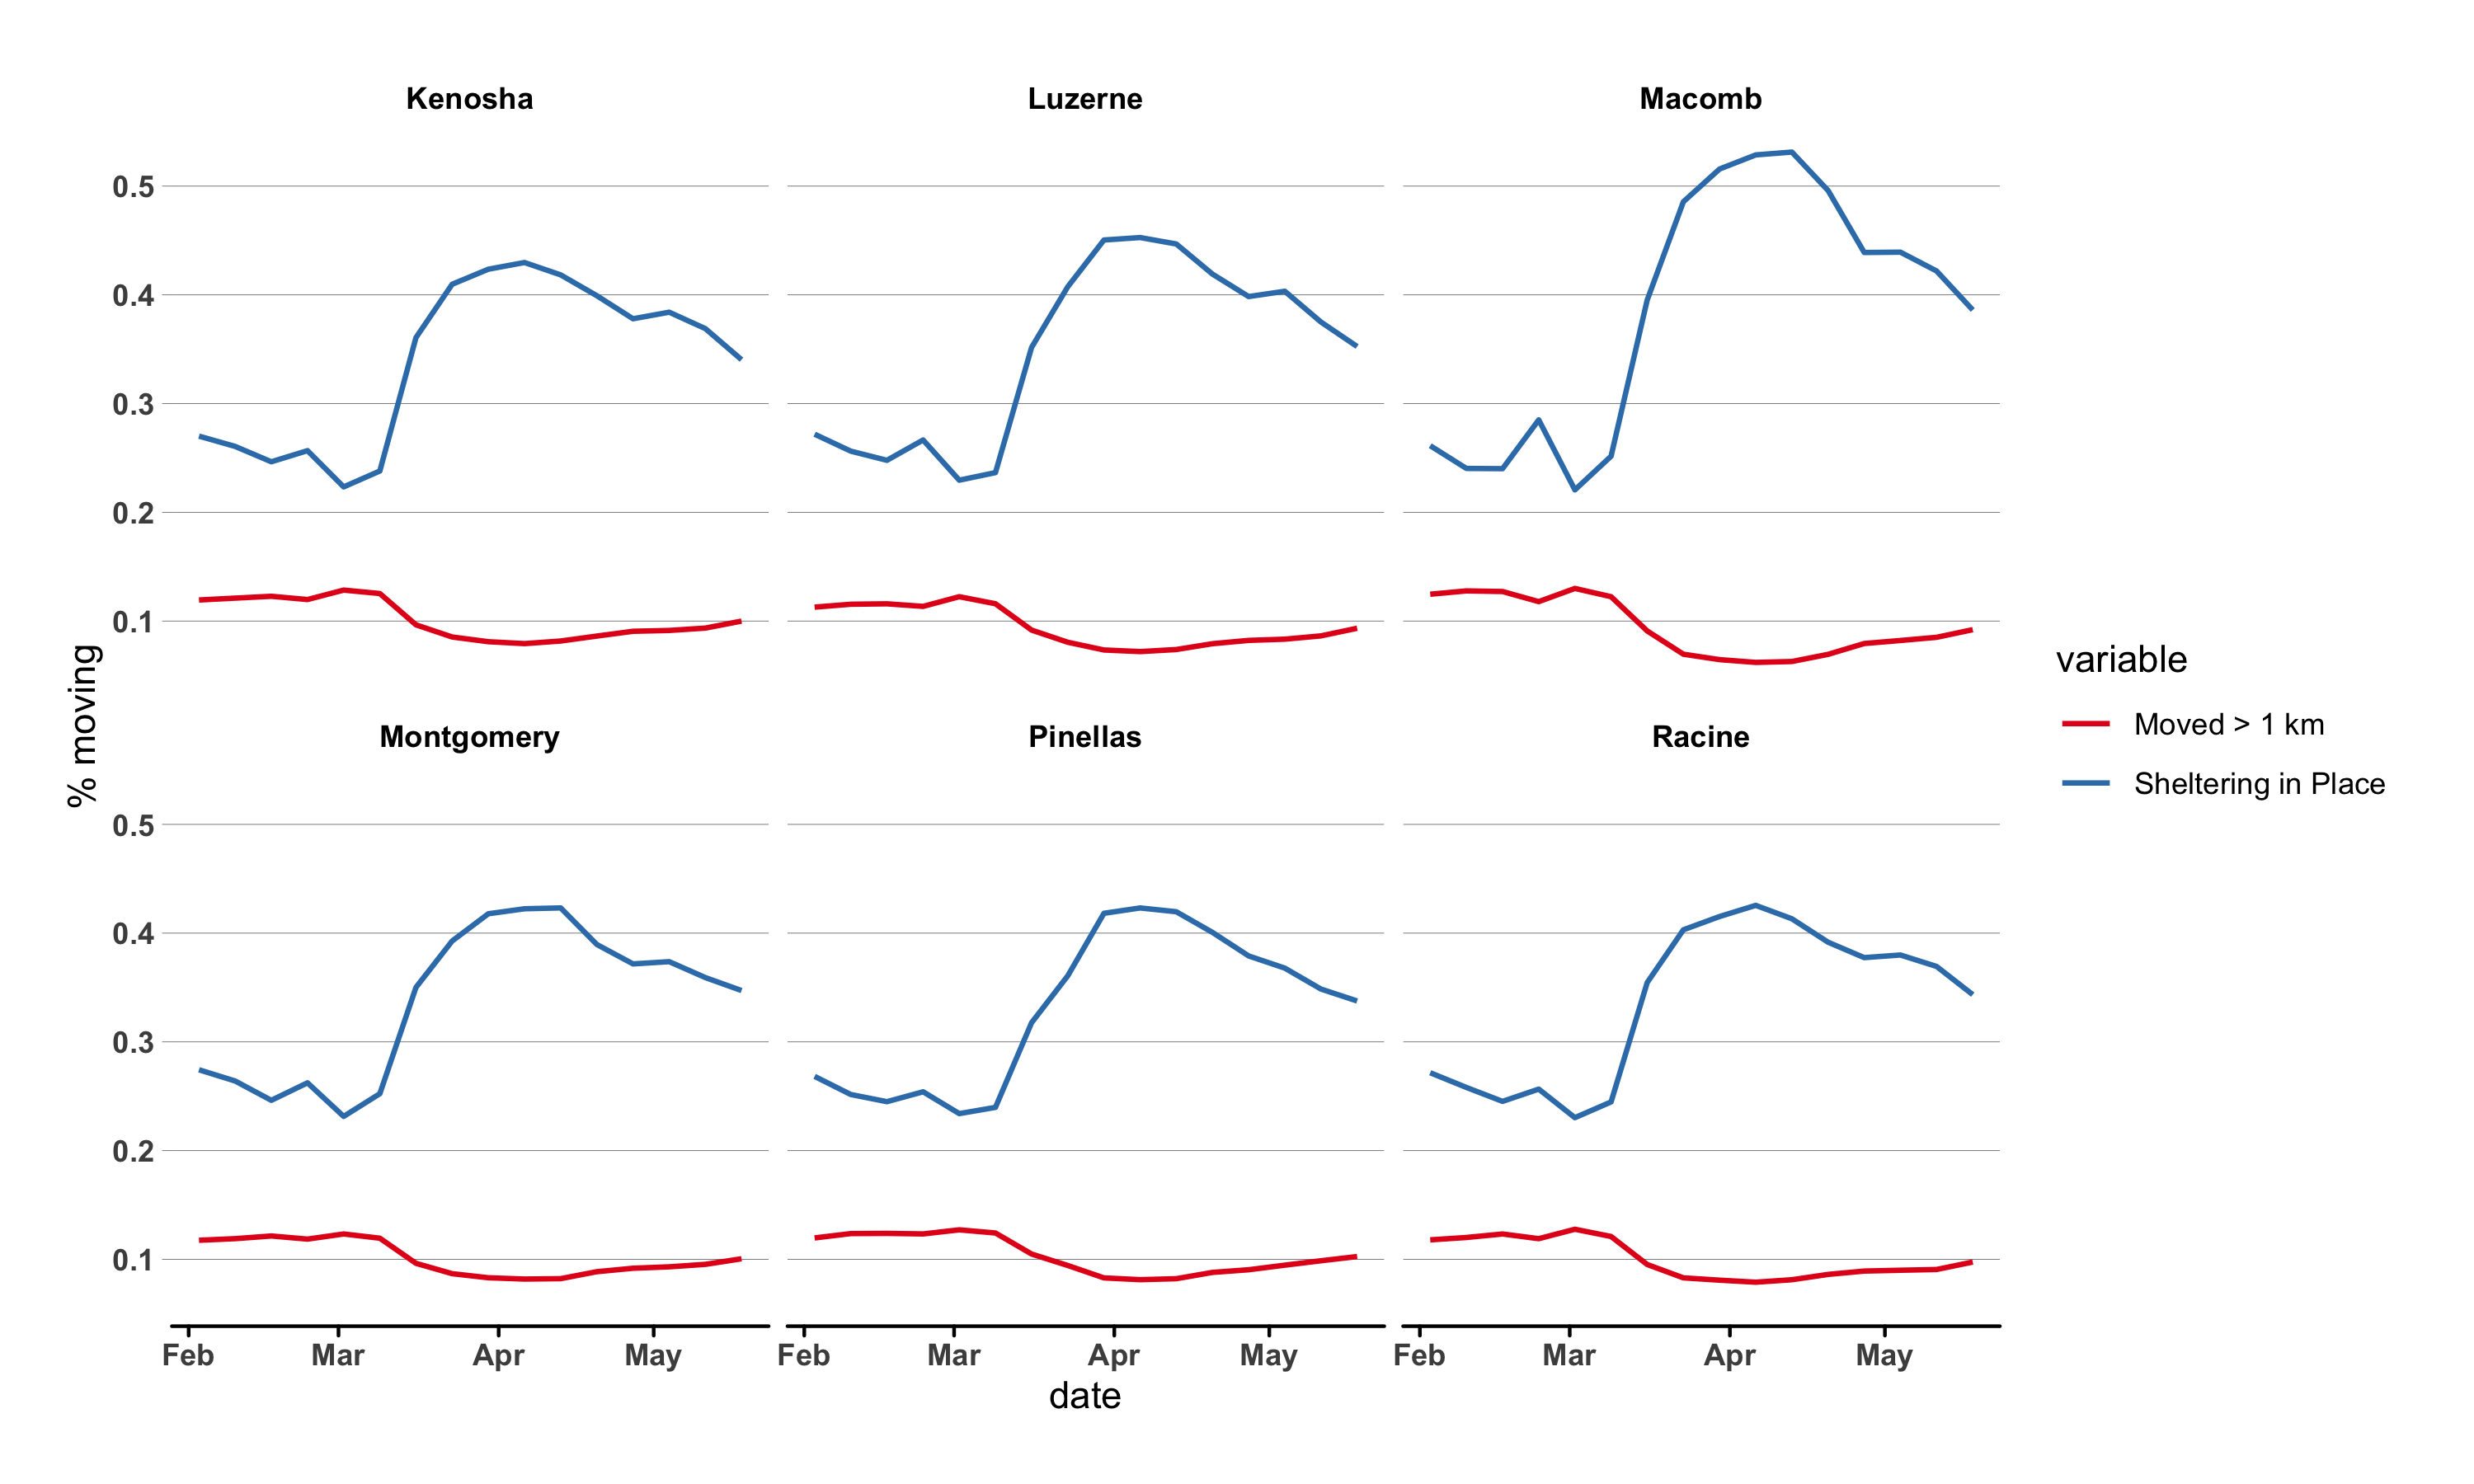 Kenosha
Luzerne
Macomb
0.5
0.4
0.3
0.2
0.1
Montgomery
Pinellas
Racine
0.5
0.4
0.3
0.2
0.1
Feb Mar Apr May
Feb Mar Apr May
Feb Mar Apr May
date
% moving
variable
Moved > 1 km
Sheltering in Place